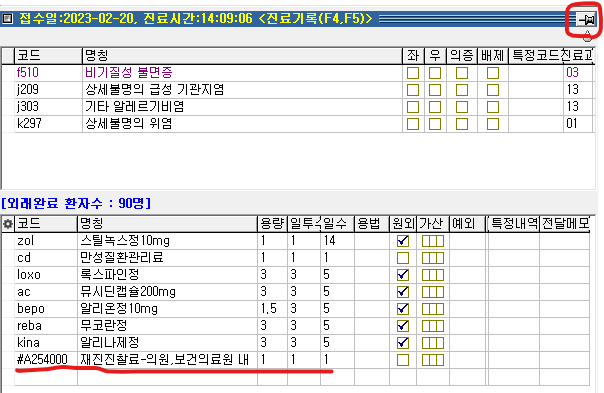 접수일:2023-02-20, 진료시간:14:09:06 <진료기록(F4,F5)>
코드 명칭 좌 우 의증 배제 특정코드 진료과
f510 비기질성 불면증 03
j209 상세불명의 급성 기관지염 13
j303 기타 알레르기비염 13
k297 상세불명의 위염 01
[외래완료 환자수 : 90명]
코드 명칭 용량 일투수 일수 용법 원외 가산 예외 특정내역 전달메모
zol 스틸녹스정10mg 1 1 14
cd 만성질환관리료 1 1 1
loxo 록스파인정 3 3 5
ac 뮤시딘캡슐200mg 3 3 5
bepo 알리온정10mg 1,5 3 5
reba 무코란정 3 3 5
kina 알리나제정 3 3 5
#A254000 재진진찰료-의원,보건의료원 내 1 1 1